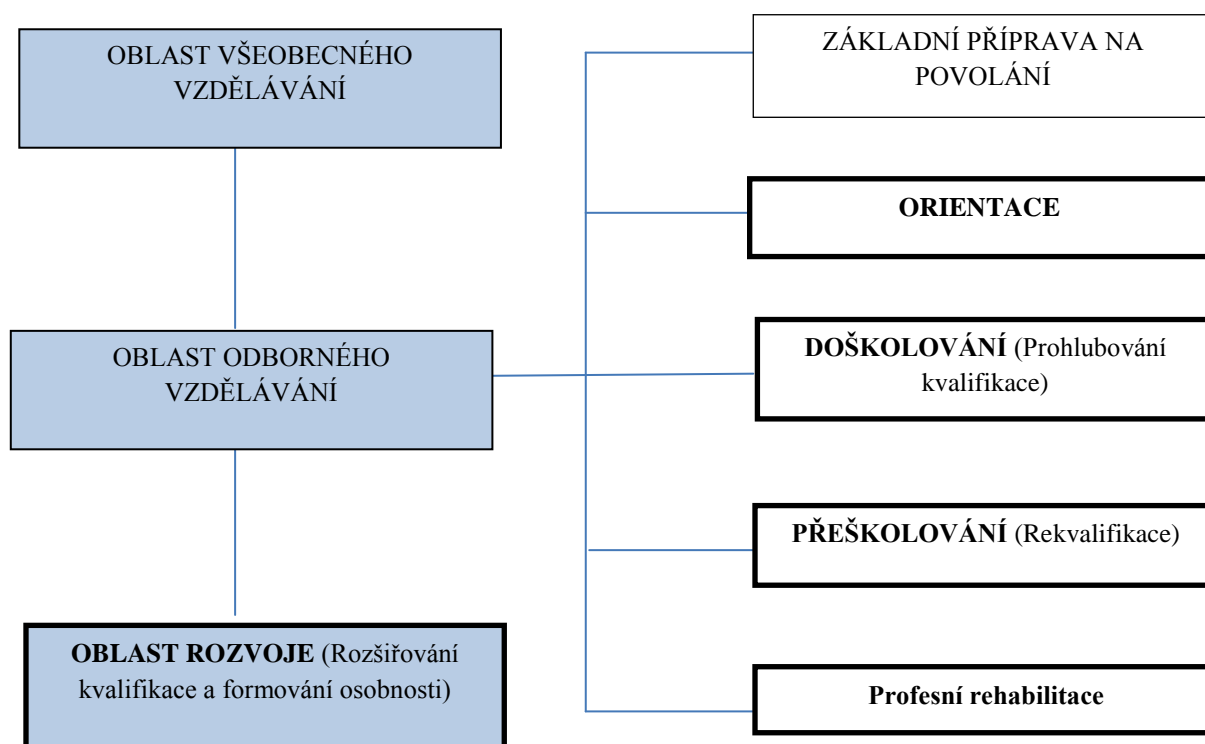 OBLAST VŠEOBECNÉHO
VZDĚLÁVÁNÍ
ZÁKLADNÍ PŘÍPRAVA NA
POVOLÁNÍ
ORIENTACE
OBLAST ODBORNÉHO
VZDĚLÁVÁNÍ
DOŠKOLOVÁNÍ (Prohlubování
kvalifikace)
PŘEŠKOLOVÁNÍ (Rekvalifikace)
OBLAST ROZVOJE (Rozšiřování
kvalifikace a formování osobnosti)
Profesní rehabilitace